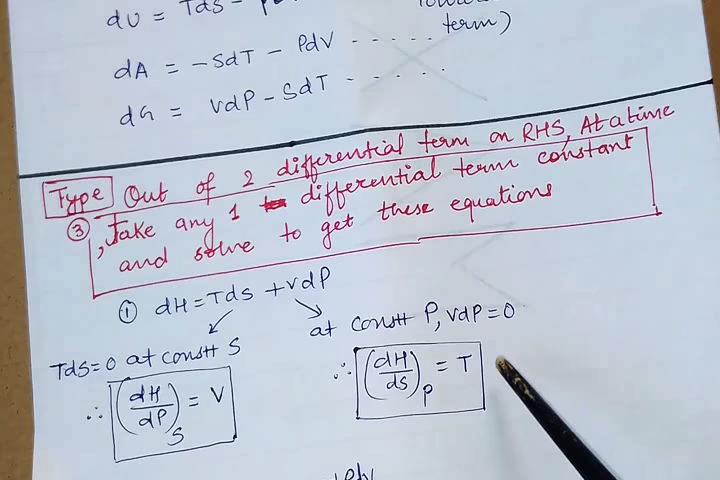 dU = Tds - p
term)
dA = -SdT - PdV - - - - -
dG = VdP - SdT - - - - - -
Type ③ Out of 2 differential term on RHS, At a time
, Take any 1 differential term constant
and solve to get these equations
① dH = Tds + VdP
Tds = 0 at constt S
at constt P, VdP = 0
∴ (dH/dP)S = V
∴ (dH/ds)P = T